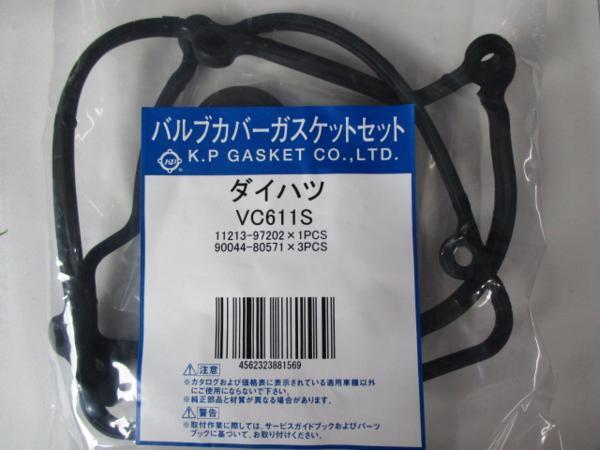 バルブカバーガスケットセット
KP
®
K.P GASKET CO.,LTD.
ダイハツ
VC611S
11213-97202×1PCS
90044-80571×3PCS
4562323881569
⚠注意
※カタログおよび価格表に表示されている適用車種以外
にご使用にならないで下さい。
※純正部品と材質が異なる場合があります。
⚠警告
※取付作業に際しては、サービスガイドブックおよびパーツ
ブックに基づいて、お取り付けください。